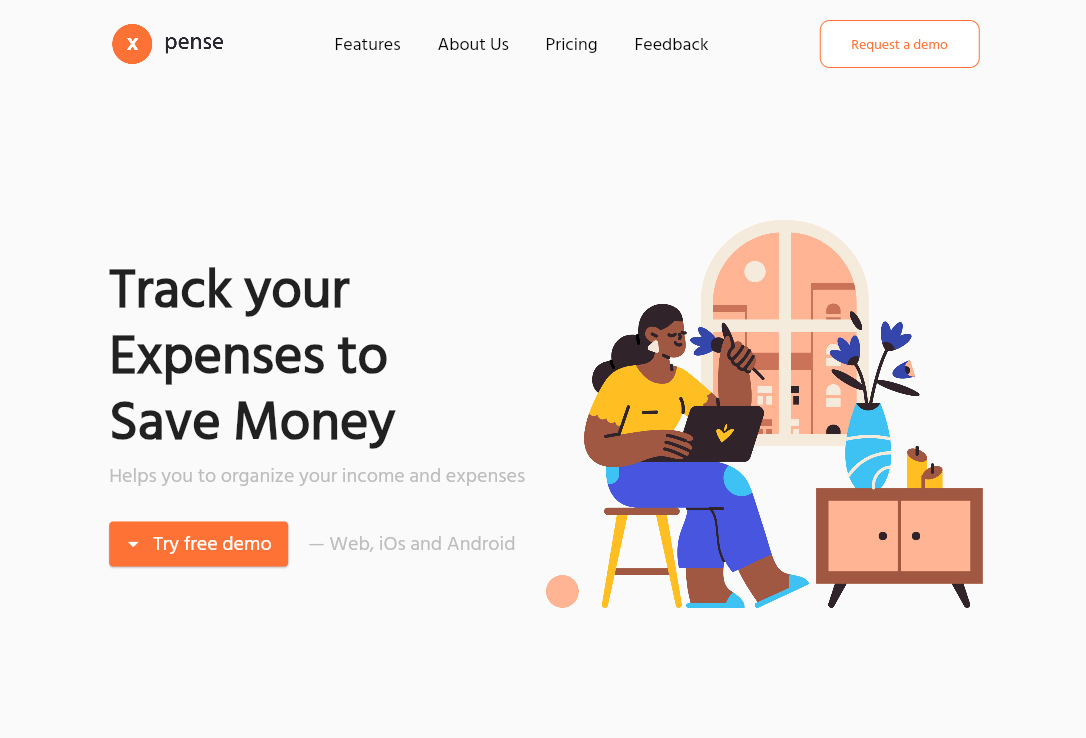 x pense
Features About Us Pricing Feedback
Request a demo
Track your
Expenses to
Save Money
Helps you to organize your income and expenses
Try free demo
— Web, iOs and Android